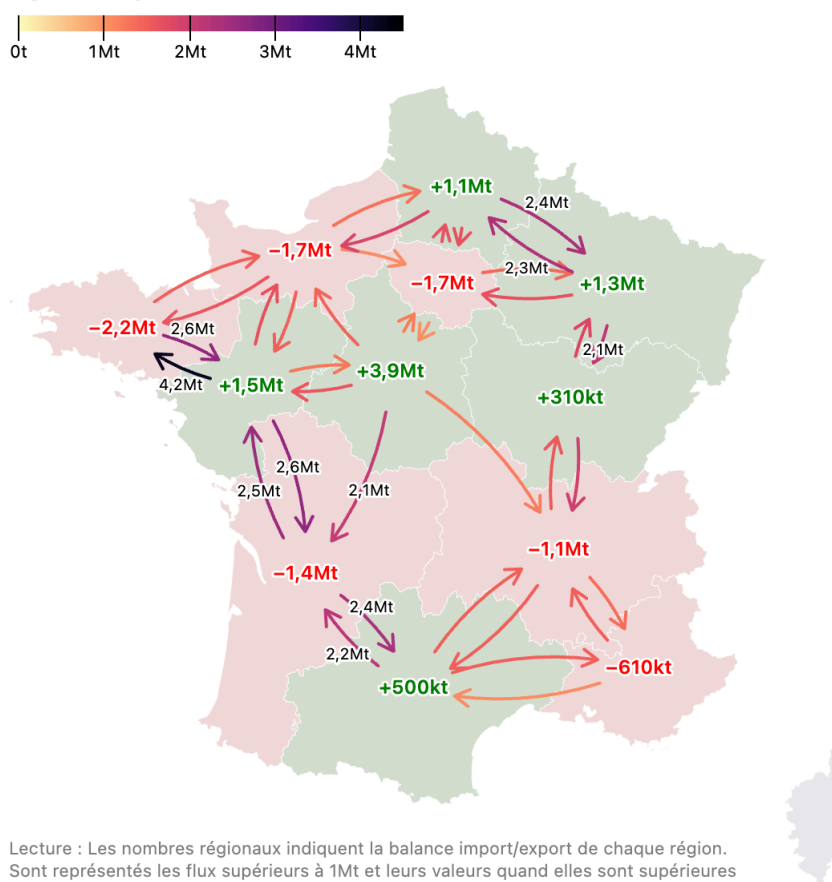 0t 1Mt 2Mt 3Mt 4Mt
+1,1Mt
2,4Mt
−1,7Mt
2,3Mt
−1,7Mt
+1,3Mt
−2,2Mt
2,6Mt
2,1Mt
4,2Mt
+1,5Mt
+3,9Mt
+310kt
2,6Mt
2,5Mt
2,1Mt
−1,1Mt
−1,4Mt
2,4Mt
2,2Mt
−610kt
+500kt
Lecture : Les nombres régionaux indiquent la balance import/export de chaque région.
Sont représentés les flux supérieurs à 1Mt et leurs valeurs quand elles sont supérieures